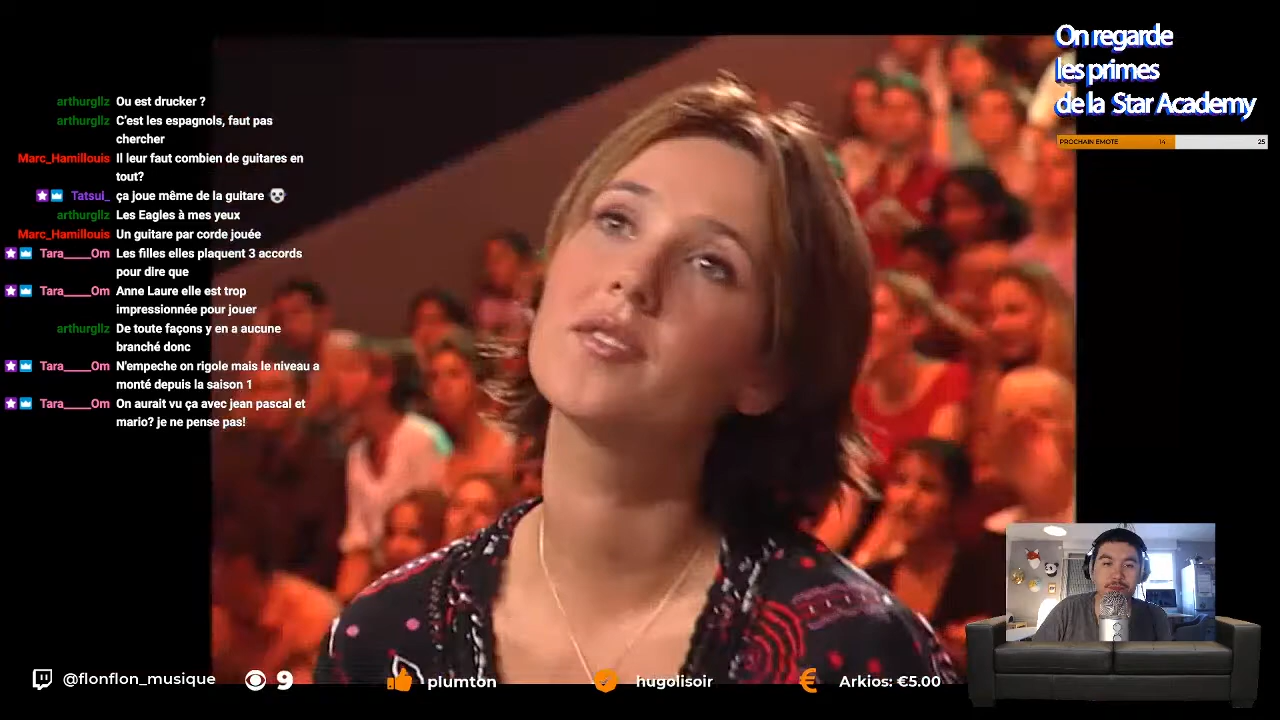 On regarde
les primes
de la Star Academy
PROCHAIN EMOTE 14 25
arthurgllz Ou est drucker ?
arthurgllz C'est les espagnols, faut pas
chercher
Marc_Hamillouis Il leur faut combien de guitares en
tout?
Tatsui_ ça joue même de la guitare
arthurgllz Les Eagles à mes yeux
Marc_Hamillouis Un guitare par corde jouée
Tara____Om Les filles elles plaquent 3 accords
pour dire que
Tara____Om Anne Laure elle est trop
impressionnée pour jouer
arthurgllz De toute façons y en a aucune
branché donc
Tara____Om N'empeche on rigole mais le niveau a
monté depuis la saison 1
Tara____Om On aurait vu ça avec jean pascal et
mario? je ne pense pas!
@flonflon_musique 9 plumton hugolisoir Arkios: €5.00